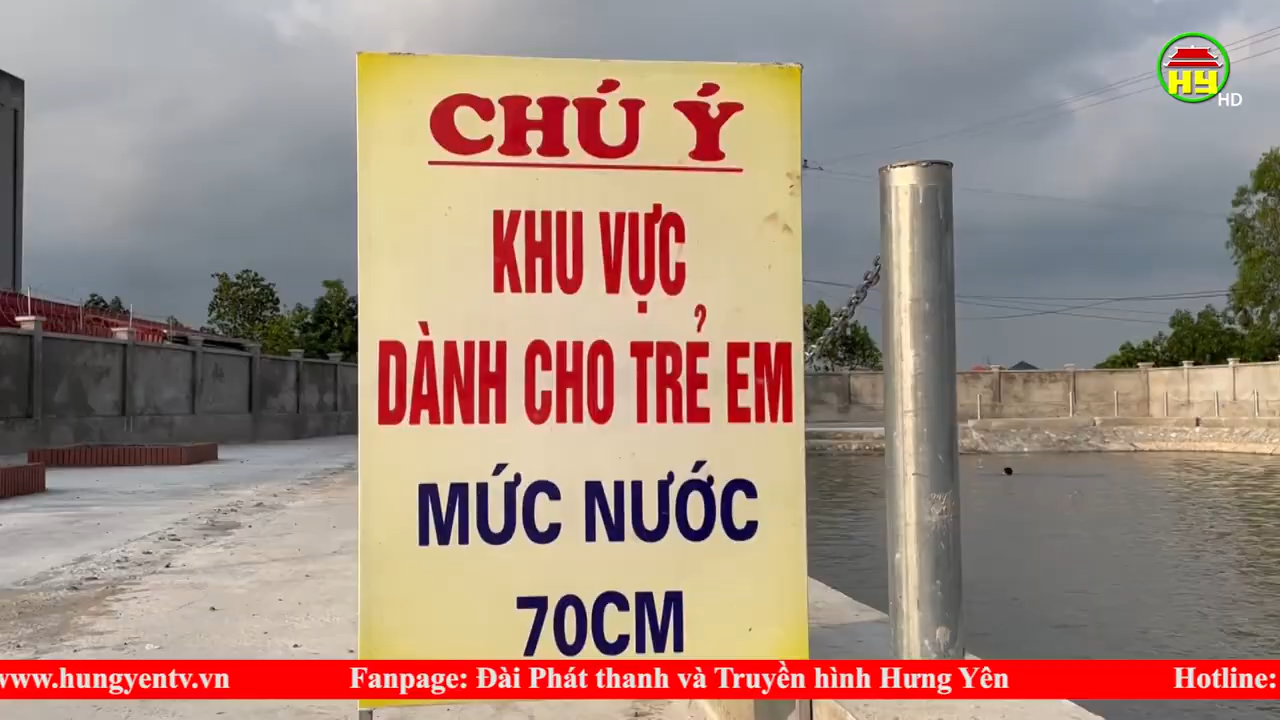 HY HD
CHÚ Ý
KHU VỰC
DÀNH CHO TRẺ EM
MỨC NƯỚC
70CM
www.hungyentv.vn Fanpage: Đài Phát thanh và Truyền hình Hưng Yên Hotline: